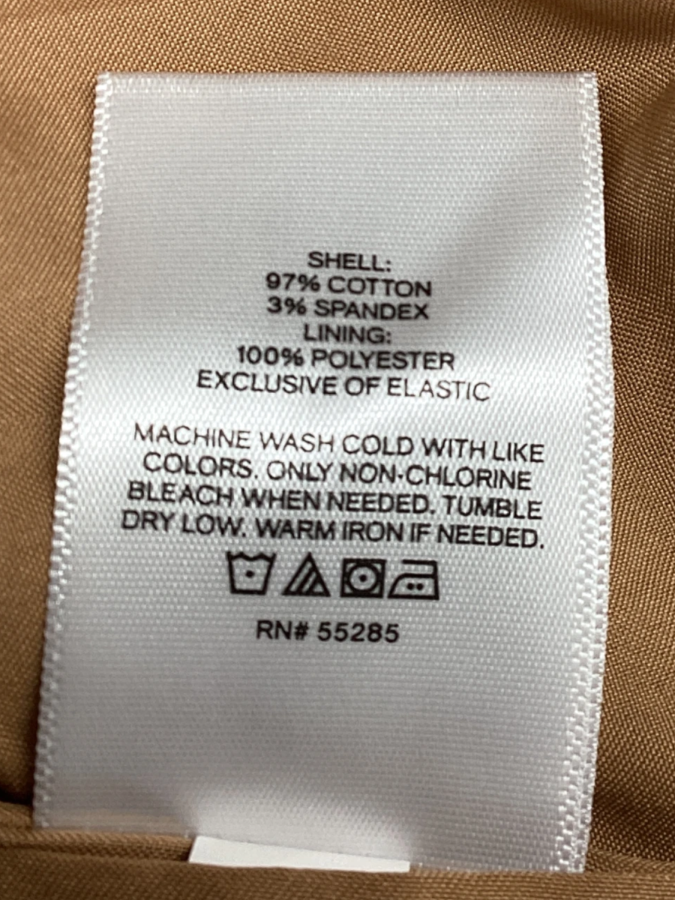 SHELL:
97% COTTON
3% SPANDEX
LINING:
100% POLYESTER
EXCLUSIVE OF ELASTIC
MACHINE WASH COLD WITH LIKE
COLORS. ONLY NON-CHLORINE
BLEACH WHEN NEEDED. TUMBLE
DRY LOW. WARM IRON IF NEEDED.
RN# 55285